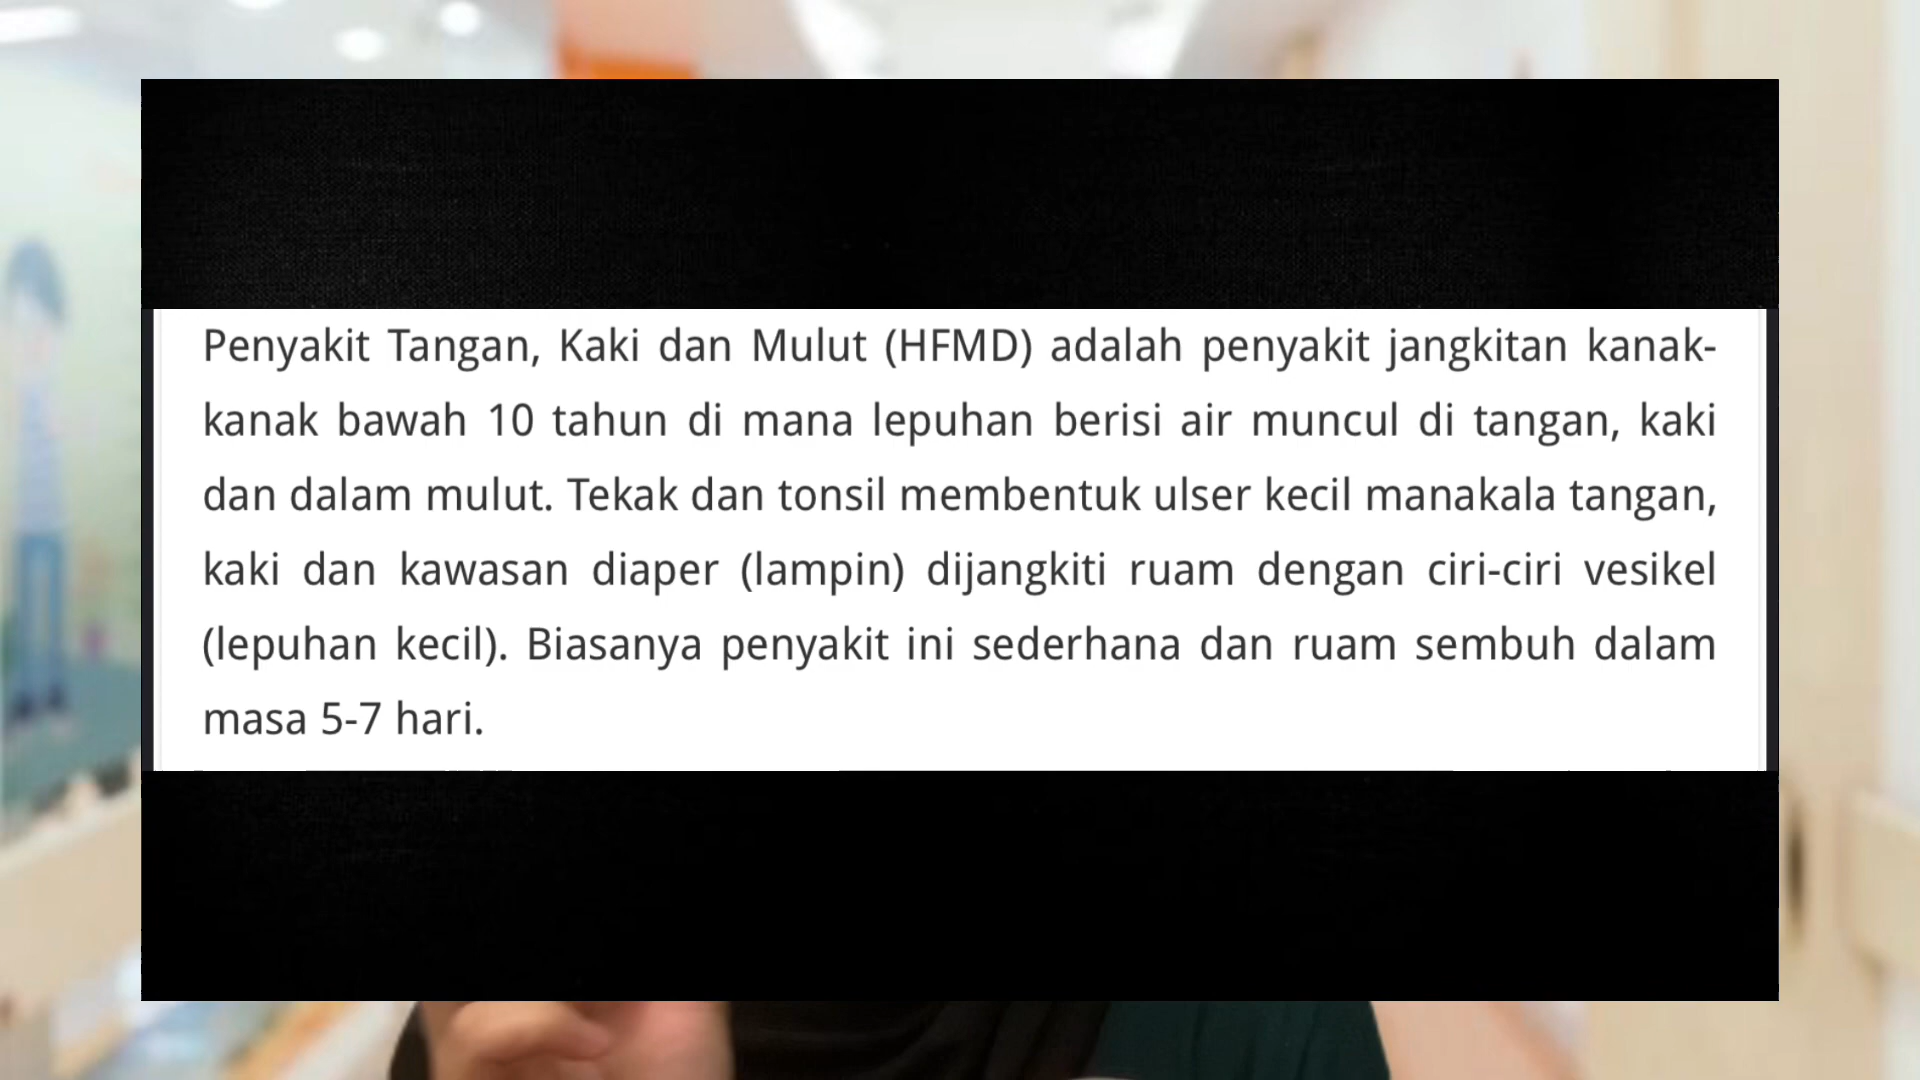 Penyakit Tangan, Kaki dan Mulut (HFMD) adalah penyakit jangkitan kanak-
kanak bawah 10 tahun di mana lepuhan berisi air muncul di tangan, kaki
dan dalam mulut. Tekak dan tonsil membentuk ulser kecil manakala tangan,
kaki dan kawasan diaper (lampin) dijangkiti ruam dengan ciri-ciri vesikel
(lepuhan kecil). Biasanya penyakit ini sederhana dan ruam sembuh dalam
masa 5-7 hari.